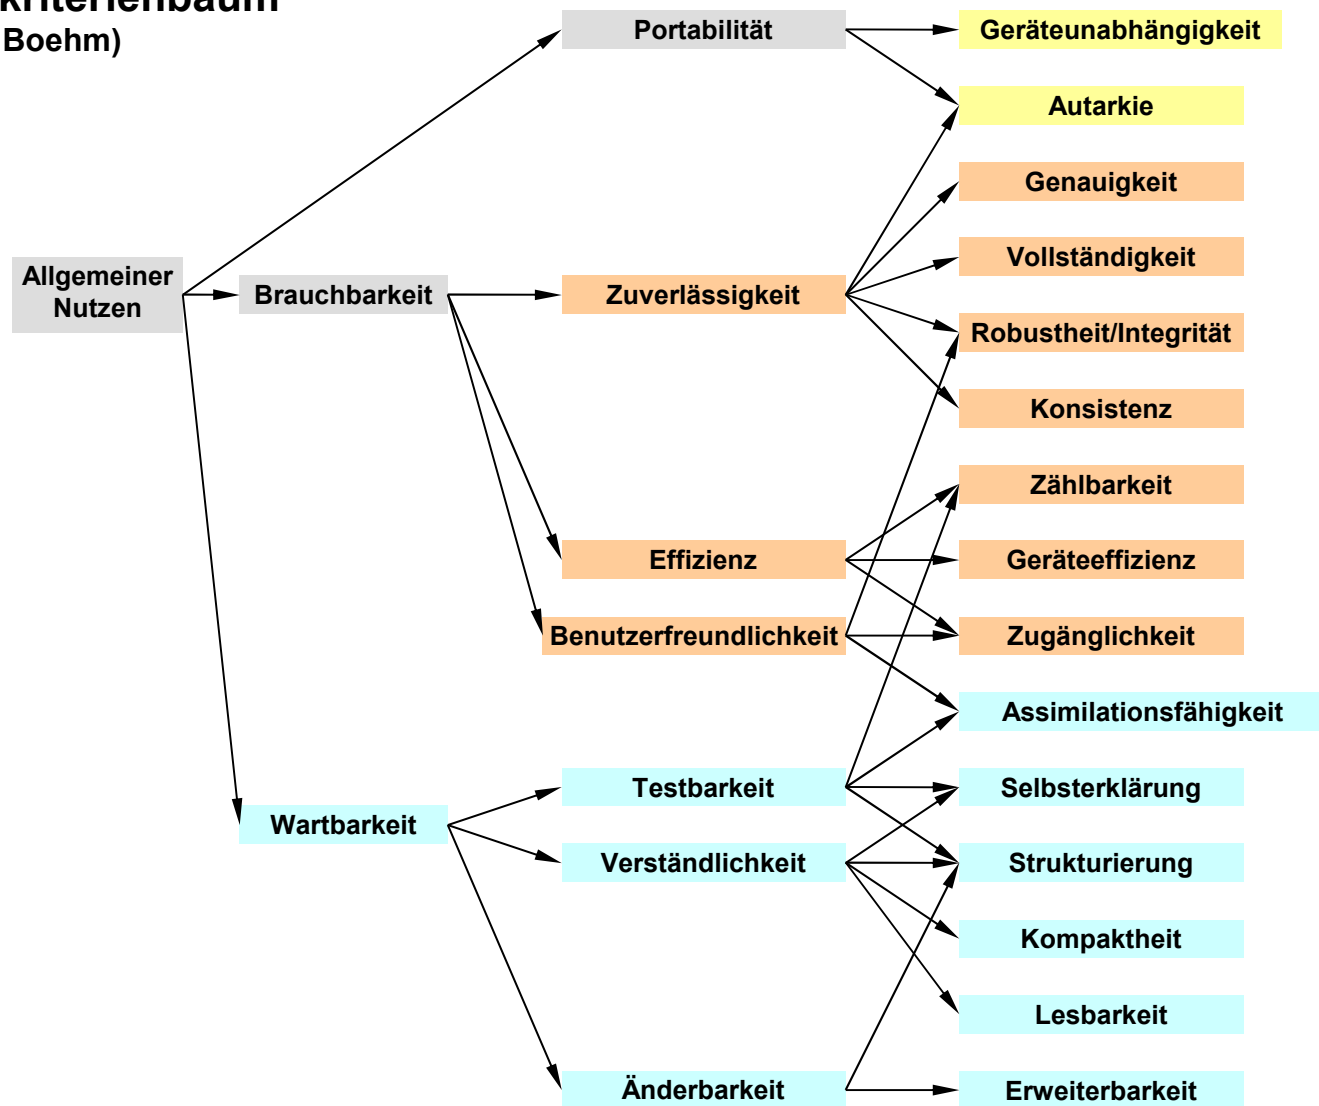 kriterienbaum
Boehm)
Portabilität
Geräteunabhängigkeit
Autarkie
Genauigkeit
Vollständigkeit
Allgemeiner
Nutzen
Brauchbarkeit
Zuverlässigkeit
Robustheit/Integrität
Konsistenz
Zählbarkeit
Effizienz
Geräteeffizienz
Benutzerfreundlichkeit
Zugänglichkeit
Assimilationsfähigkeit
Testbarkeit
Selbsterklärung
Wartbarkeit
Verständlichkeit
Strukturierung
Kompaktheit
Lesbarkeit
Änderbarkeit
Erweiterbarkeit